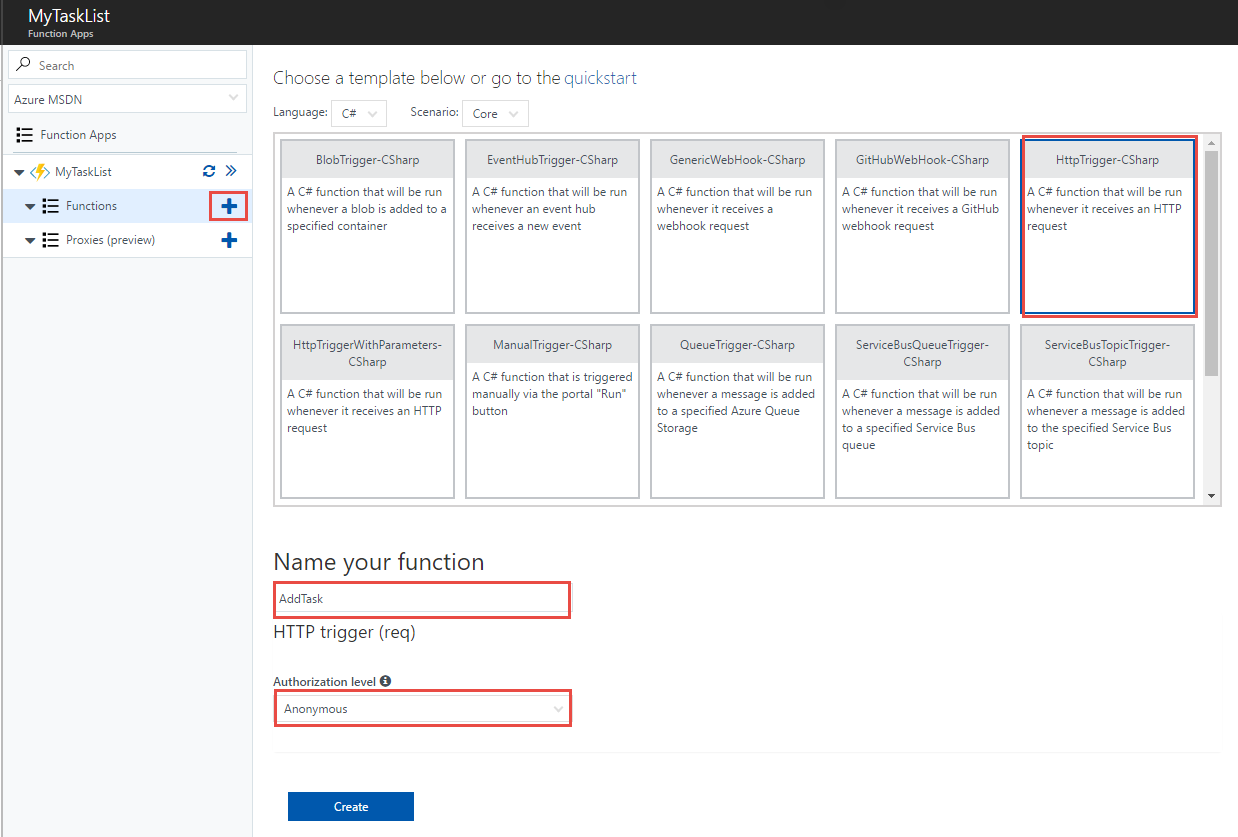 MyTaskList
Function Apps
Search
Azure MSDN
Function Apps
MyTaskList
Functions
Proxies (preview)
Choose a template below or go to the quickstart
Language: C# Scenario: Core
BlobTrigger-CSharp
A C# function that will be run
whenever a blob is added to a
specified container
EventHubTrigger-CSharp
A C# function that will be run
whenever an event hub
receives a new event
GenericWebHook-CSharp
A C# function that will be run
whenever it receives a
webhook request
GitHubWebHook-CSharp
A C# function that will be run
whenever it receives a GitHub
webhook request
HttpTrigger-CSharp
A C# function that will be run
whenever it receives an HTTP
request
HttpTriggerWithParameters-
CSharp
A C# function that will be run
whenever it receives an HTTP
request
ManualTrigger-CSharp
A C# function that is triggered
manually via the portal "Run"
button
QueueTrigger-CSharp
A C# function that will be run
whenever a message is added
to a specified Azure Queue
Storage
ServiceBusQueueTrigger-
CSharp
A C# function that will be run
whenever a message is added
to a specified Service Bus
queue
ServiceBusTopicTrigger-
CSharp
A C# function that will be run
whenever a message is added
to the specified Service Bus
topic
Name your function
AddTask
HTTP trigger (req)
Authorization level
Anonymous
Create